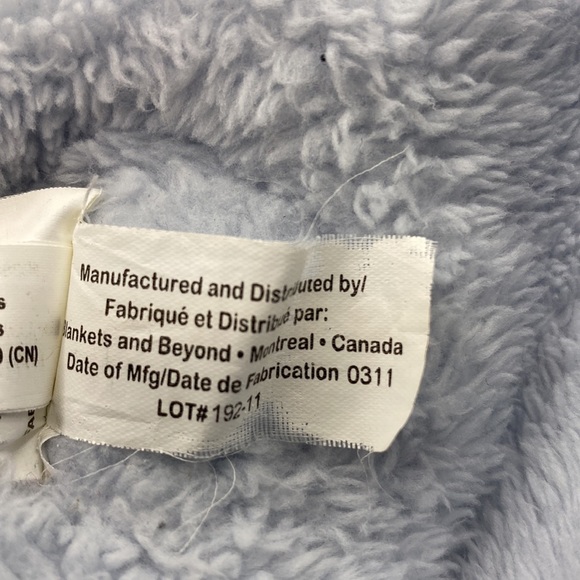 s
s
(CN)
Manufactured and Distributed by/
Fabriqué et Distribué par:
Blankets and Beyond • Montreal • Canada
Date of Mfg/Date de Fabrication 0311
LOT# 192-11